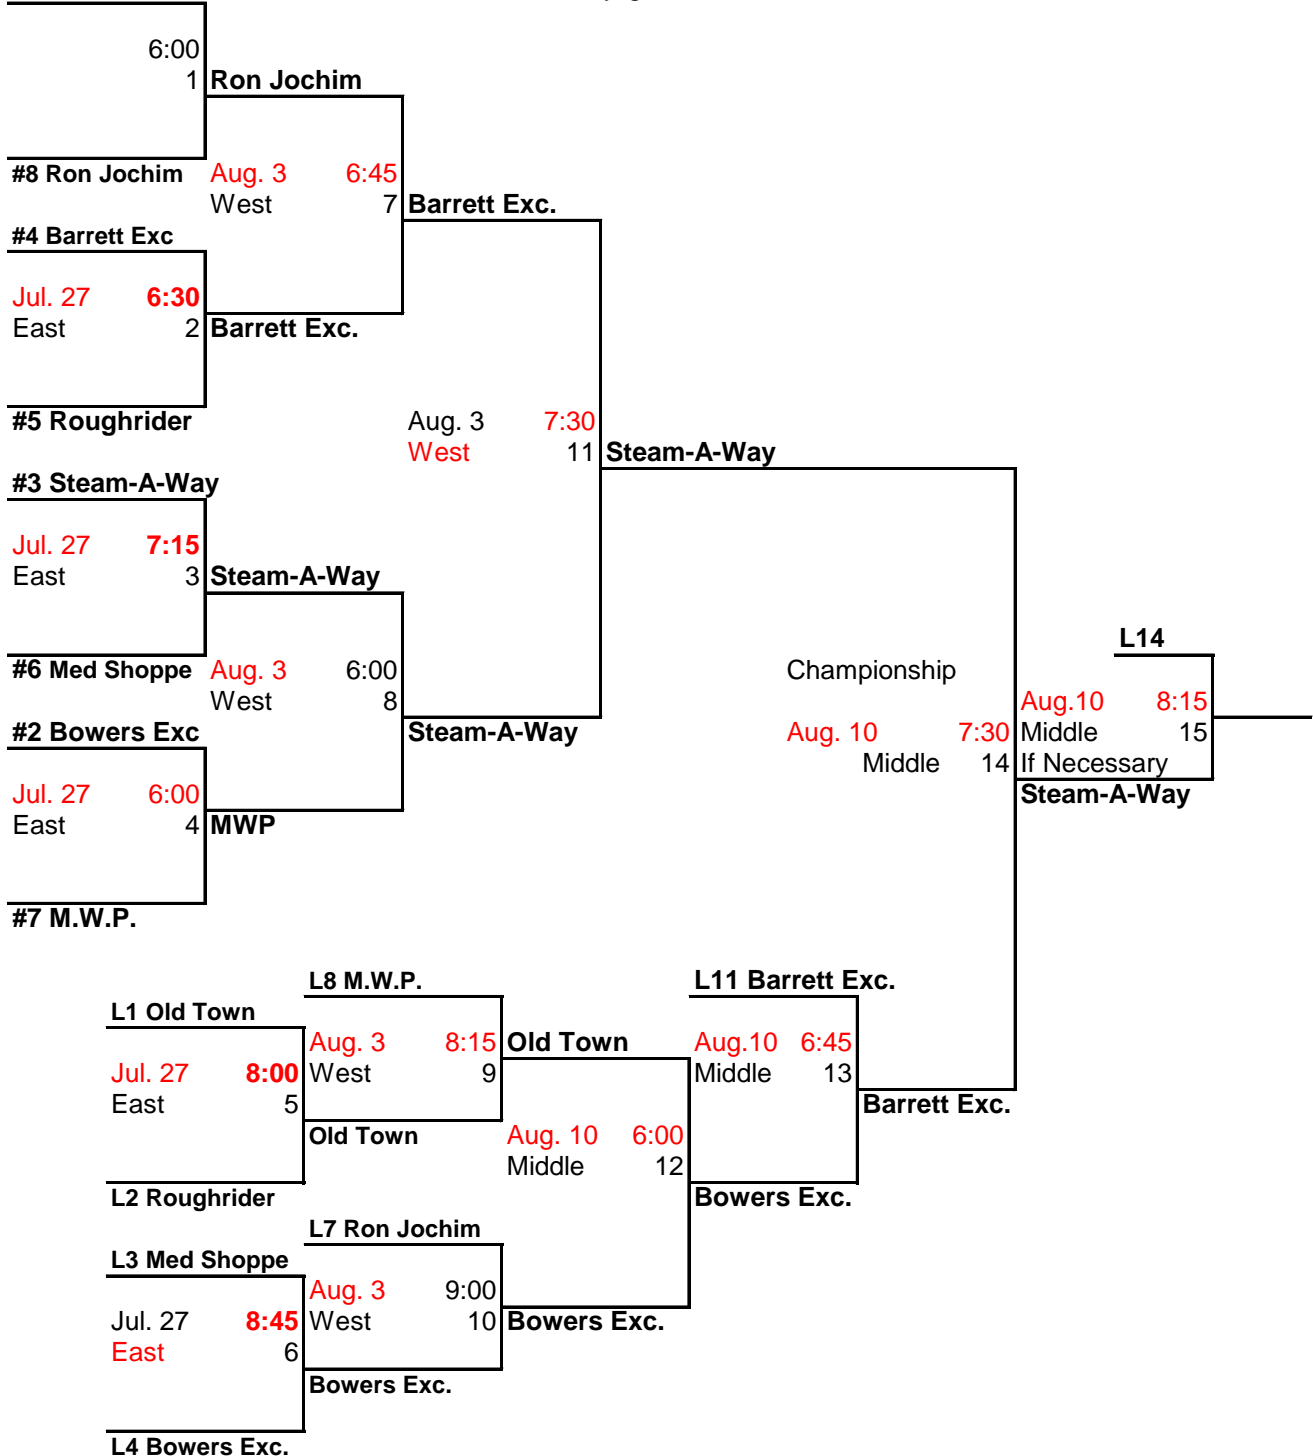 6:00
1 Ron Jochim
#8 Ron Jochim Aug. 3 6:45
West 7 Barrett Exc.
#4 Barrett Exc
Jul. 27 6:30
East 2 Barrett Exc.
#5 Roughrider Aug. 3 7:30
West 11 Steam-A-Way
#3 Steam-A-Way
Jul. 27 7:15
East 3 Steam-A-Way
L14
#6 Med Shoppe Aug. 3 6:00 Championship
West 8 Aug.10 8:15
#2 Bowers Exc Steam-A-Way Aug. 10 7:30 Middle 15
Middle 14 If Necessary
Jul. 27 6:00 Steam-A-Way
East 4 MWP
#7 M.W.P.
L8 M.W.P. L11 Barrett Exc.
L1 Old Town
Aug. 3 8:15 Old Town Aug.10 6:45
Jul. 27 8:00 West 9 Middle 13
East 5 Barrett Exc.
Old Town Aug. 10 6:00
Middle 12
L2 Roughrider Bowers Exc.
L7 Ron Jochim
L3 Med Shoppe
Aug. 3 9:00
Jul. 27 8:45 West 10 Bowers Exc.
East 6
Bowers Exc.
L4 Bowers Exc.